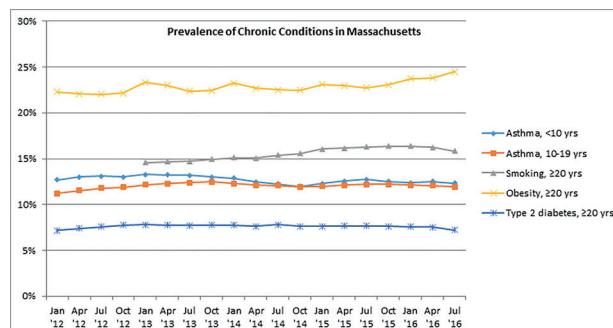 Prevalence of Chronic Conditions in Massachusetts
30%
25%
20%
15%
10%
5%
0%
Asthma, <10 yrs
Asthma, 10-19 yrs
Smoking, ≥20 yrs
Obesity, ≥20 yrs
Type 2 diabetes, ≥20 yrs
Jan Apr Jul Oct Jan Apr Jul Oct Jan Apr Jul Oct Jan Apr Jul Oct Jan Apr Jul
'12 '12 '12 '12 '13 '13 '13 '13 '14 '14 '14 '14 '15 '15 '15 '15 '16 '16 '16